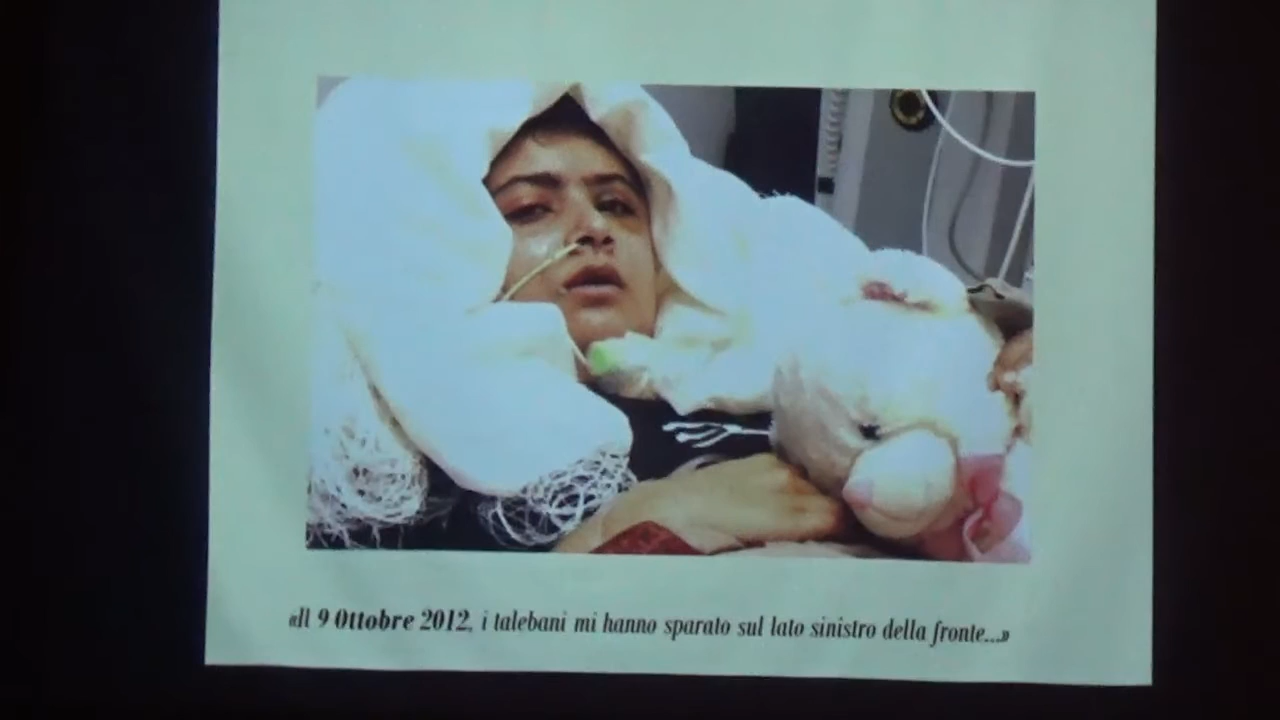 «Il 9 Ottobre 2012, i talebani mi hanno sparato sul lato sinistro della fronte...»